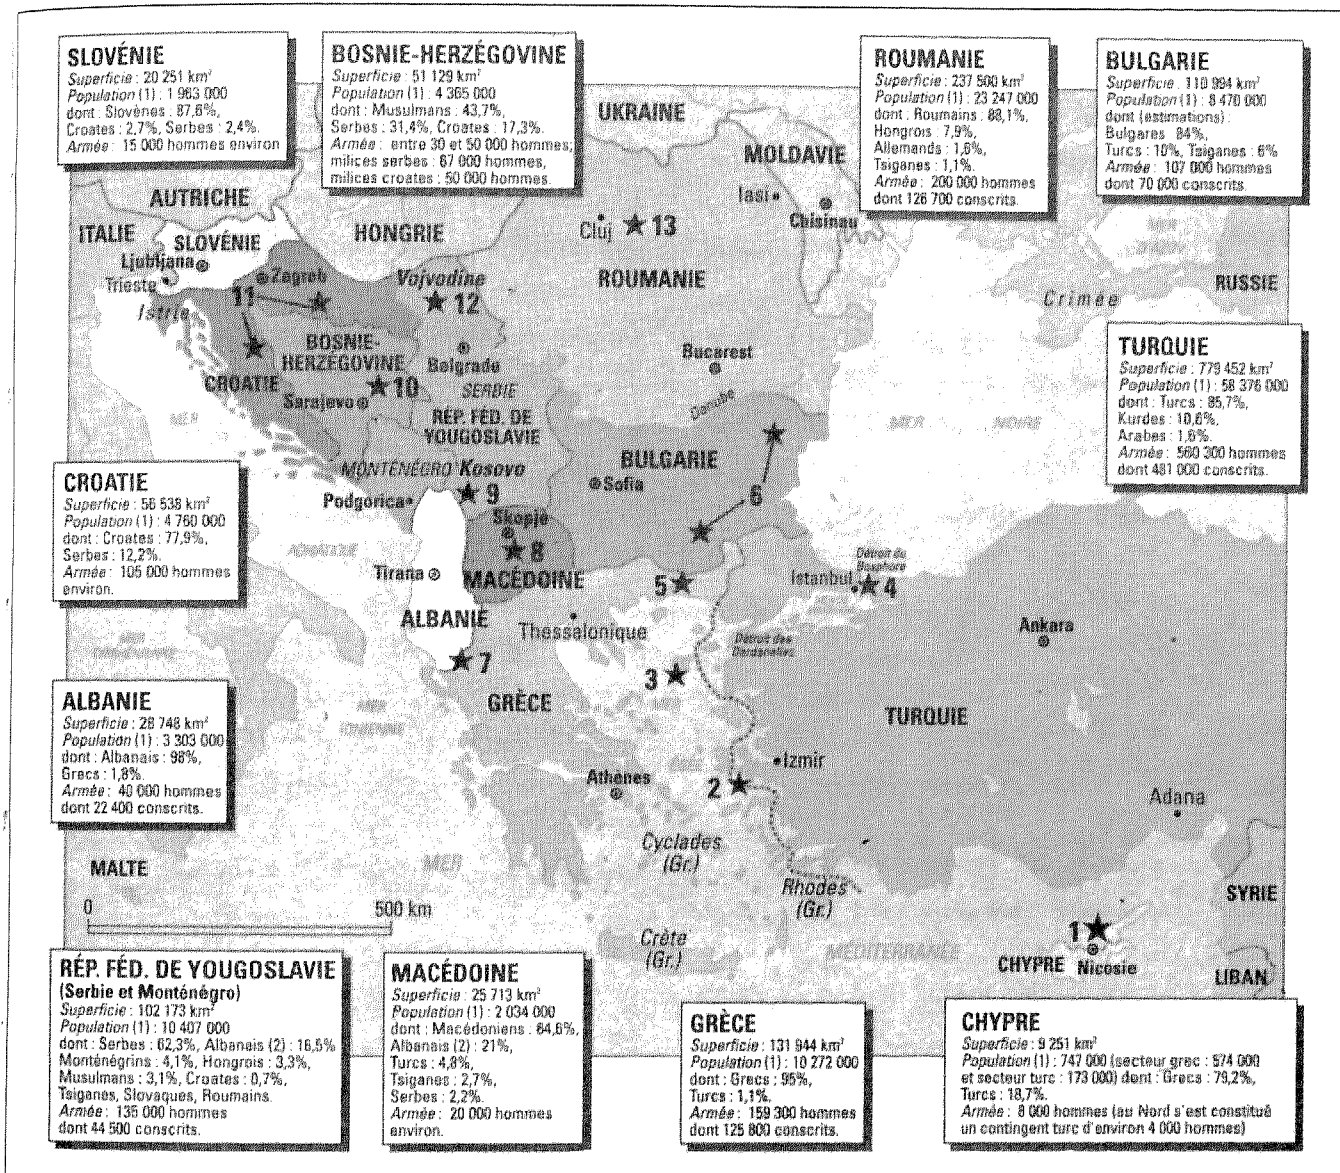 SLOVÉNIE
Superficie : 20 251 km²
Population (1) : 1 963 000
dont : Slovènes : 87,6%,
Croates : 2,7%, Serbes : 2,4%.
Armée : 15 000 hommes environ
BOSNIE-HERZÉGOVINE
Superficie : 51 129 km²
Population (1) : 4 365 000
dont : Musulmans : 43,7%,
Serbes : 31,4%, Croates : 17,3%.
Armée : entre 30 et 50 000 hommes;
milices serbes : 67 000 hommes,
milices croates : 50 000 hommes.
ROUMANIE
Superficie : 237 500 km²
Population (1) : 23 247 000
dont : Roumains : 88,1%,
Hongrois : 7,9%,
Allemands : 1,6%,
Tsiganes : 1,1%.
Armée : 200 000 hommes
dont 126 700 conscrits.
BULGARIE
Superficie : 110 994 km²
Population (1) : 8 470 000
dont (estimations) :
Bulgares 84%,
Turcs : 10%, Tsiganes : 6%
Armée : 107 000 hommes
dont 70 000 conscrits.
UKRAINE
MOLDAVIE
AUTRICHE
Iasi
Chisinau
ITALIE
SLOVÉNIE
HONGRIE
Cluj
13
Ljubljana
Trieste
Zagreb
Vojvodine
ROUMANIE
RUSSIE
11
Istrie
12
Crimée
BOSNIE-
HERZÉGOVINE
Belgrade
Bucarest
CROATIE
10
SERBIE
Danube
Sarajevo
MER
MER NOIRE
RÉP. FÉD. DE
YOUGOSLAVIE
TURQUIE
Superficie : 779 452 km²
Population (1) : 58 376 000
dont : Turcs : 85,7%,
Kurdes : 10,6%,
Arabes : 1,6%.
Armée : 560 300 hommes
dont 481 000 conscrits.
MONTÉNÉGRO
Kosovo
BULGARIE
CROATIE
Superficie : 56 538 km²
Population (1) : 4 760 000
dont : Croates : 77,9%,
Serbes : 12,2%.
Armée : 105 000 hommes
environ.
Podgorica
9
Sofia
6
Skopje
8
ADRIATIQUE
Tirana
MACÉDOINE
5
Istanbul
Détroit du
Bosphore
4
ALBANIE
Thessalonique
Détroit des
Dardanelles
Ankara
MER
7
3
MER
GRÈCE
TURQUIE
ALBANIE
Superficie : 28 748 km²
Population (1) : 3 303 000
dont : Albanais : 98%,
Grecs : 1,8%.
Armée : 40 000 hommes
dont 22 400 conscrits.
MER
IONIENNE
ÉGÉE
Izmir
Athènes
2
Adana
Cyclades
(Gr.)
MALTE
MER
Rhodes
(Gr.)
SYRIE
0 500 km
Crète
(Gr.)
MÉDITERRANÉE
1
CHYPRE
Nicosie
LIBAN
RÉP. FÉD. DE YOUGOSLAVIE
(Serbie et Monténégro)
Superficie : 102 173 km²
Population (1) : 10 407 000
dont : Serbes : 62,3%, Albanais (2) : 16,5%
Monténégrins : 4,1%, Hongrois : 3,3%,
Musulmans : 3,1%, Croates : 0,7%,
Tsiganes, Slovaques, Roumains.
Armée : 135 000 hommes
dont 44 500 conscrits.
MACÉDOINE
Superficie : 25 713 km²
Population (1) : 2 034 000
dont : Macédoniens : 64,6%,
Albanais (2) : 21%,
Turcs : 4,8%,
Tsiganes : 2,7%,
Serbes : 2,2%.
Armée : 20 000 hommes
environ.
GRÈCE
Superficie : 131 944 km²
Population (1) : 10 272 000
dont : Grecs : 95%,
Turcs : 1,1%.
Armée : 159 300 hommes
dont 125 800 conscrits.
CHYPRE
Superficie : 9 251 km²
Population (1) : 747 000 (secteur grec : 574 000
et secteur turc : 173 000) dont : Grecs : 79,2%,
Turcs : 18,7%.
Armée : 8 000 hommes (au Nord s'est constitué
un contingent turc d'environ 4 000 hommes)